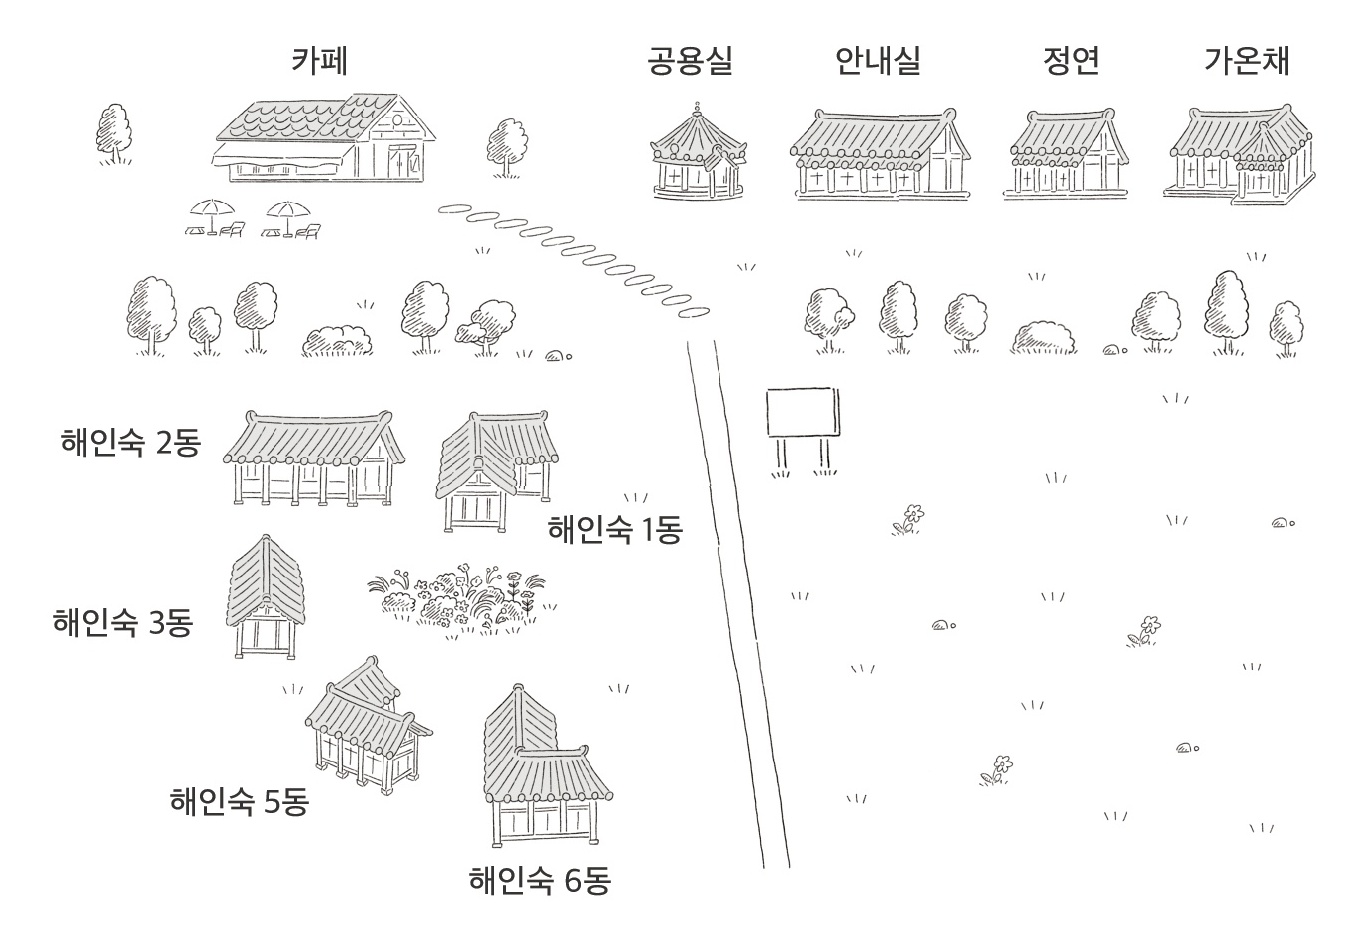 카페
공용실
안내실
정연
가온채
해인숙 2동
해인숙 1동
해인숙 3동
해인숙 5동
해인숙 6동